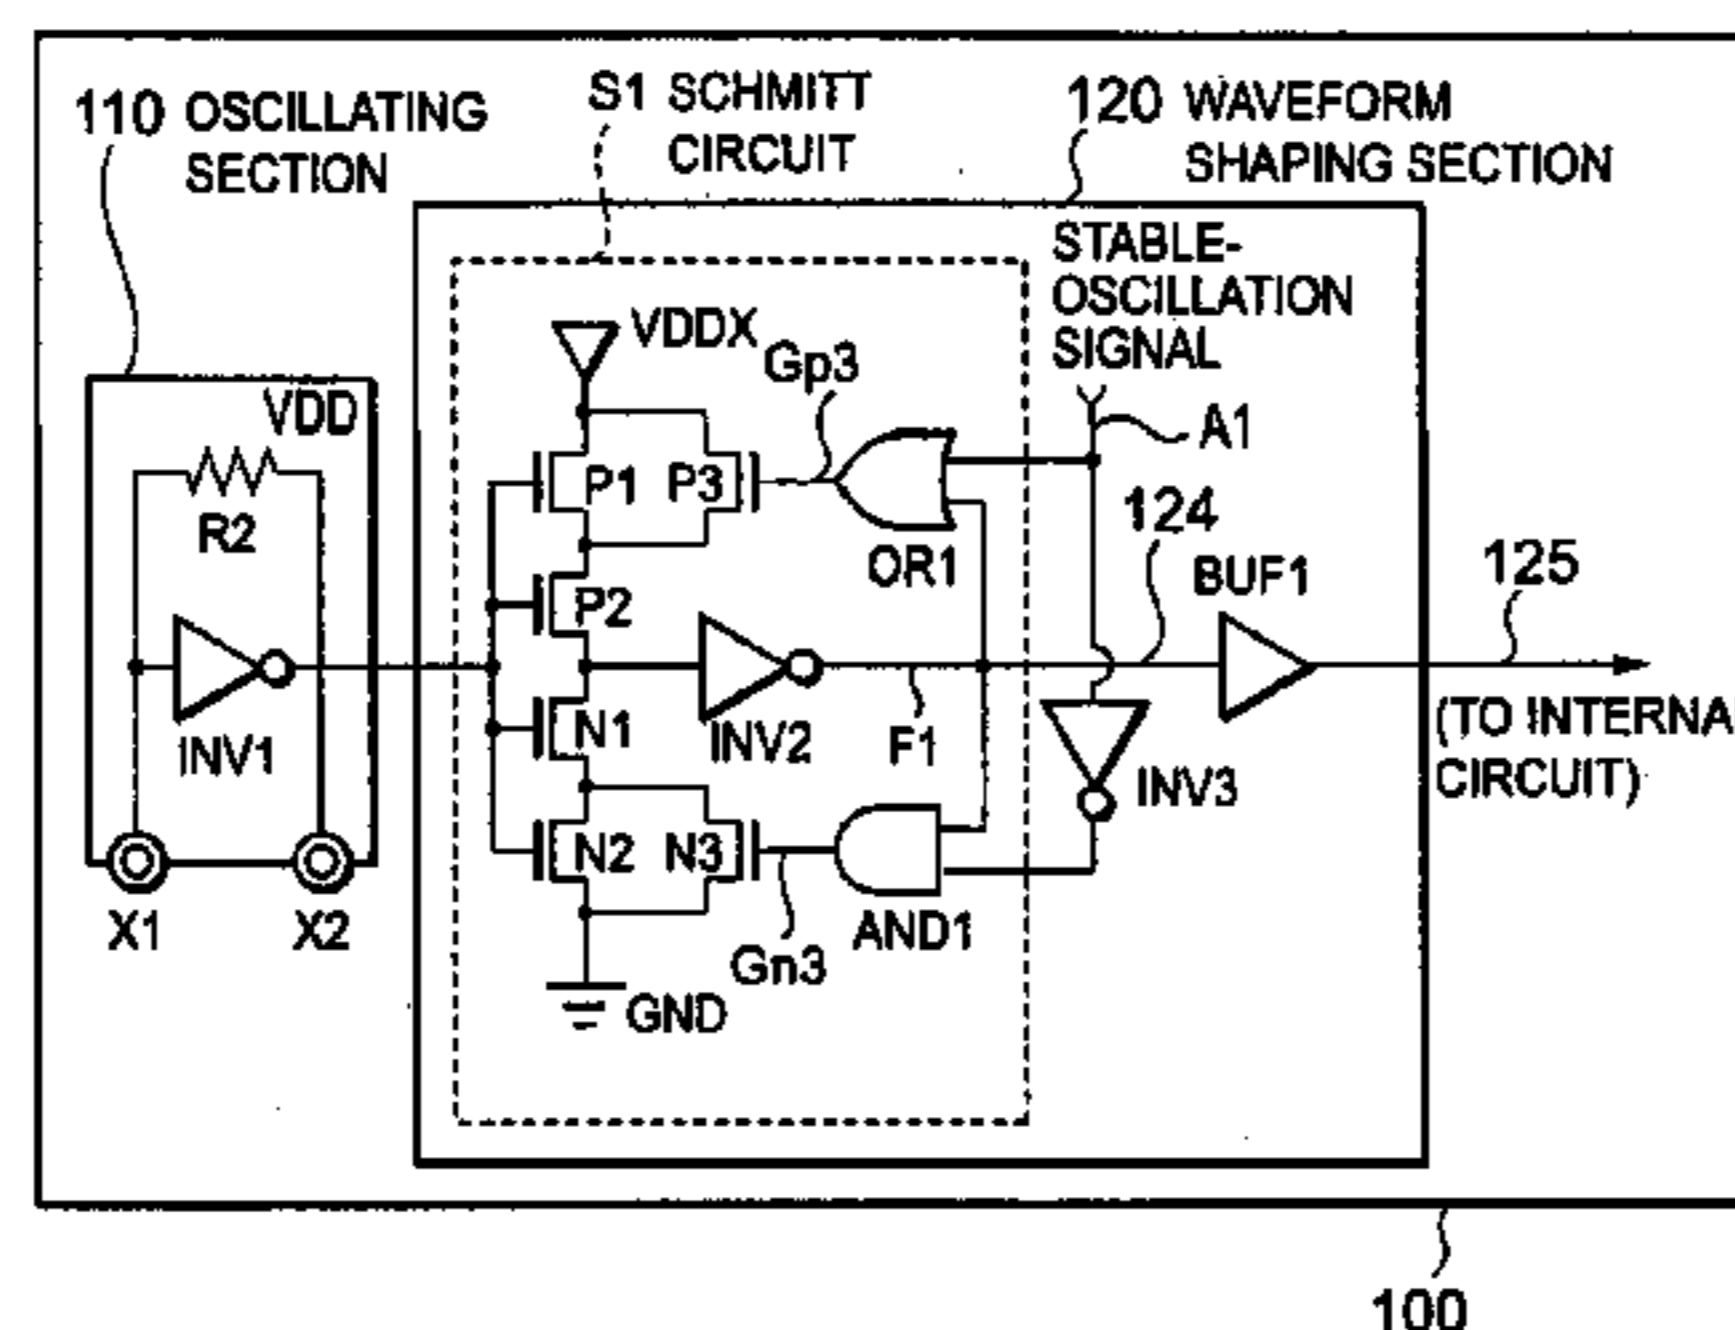 110 OSCILLATING
SECTION
S1 SCHMITT
CIRCUIT
120 WAVEFORM
SHAPING SECTION
STABLE-
OSCILLATION
SIGNAL
A1
VDD
R2
INV1
X1
X2
VDDX
Gp3
P1
P3
OR1
P2
N1
INV2
F1
124
BUF1
125
(TO INTERNA
CIRCUIT)
INV3
N2
N3
AND1
Gn3
GND
100